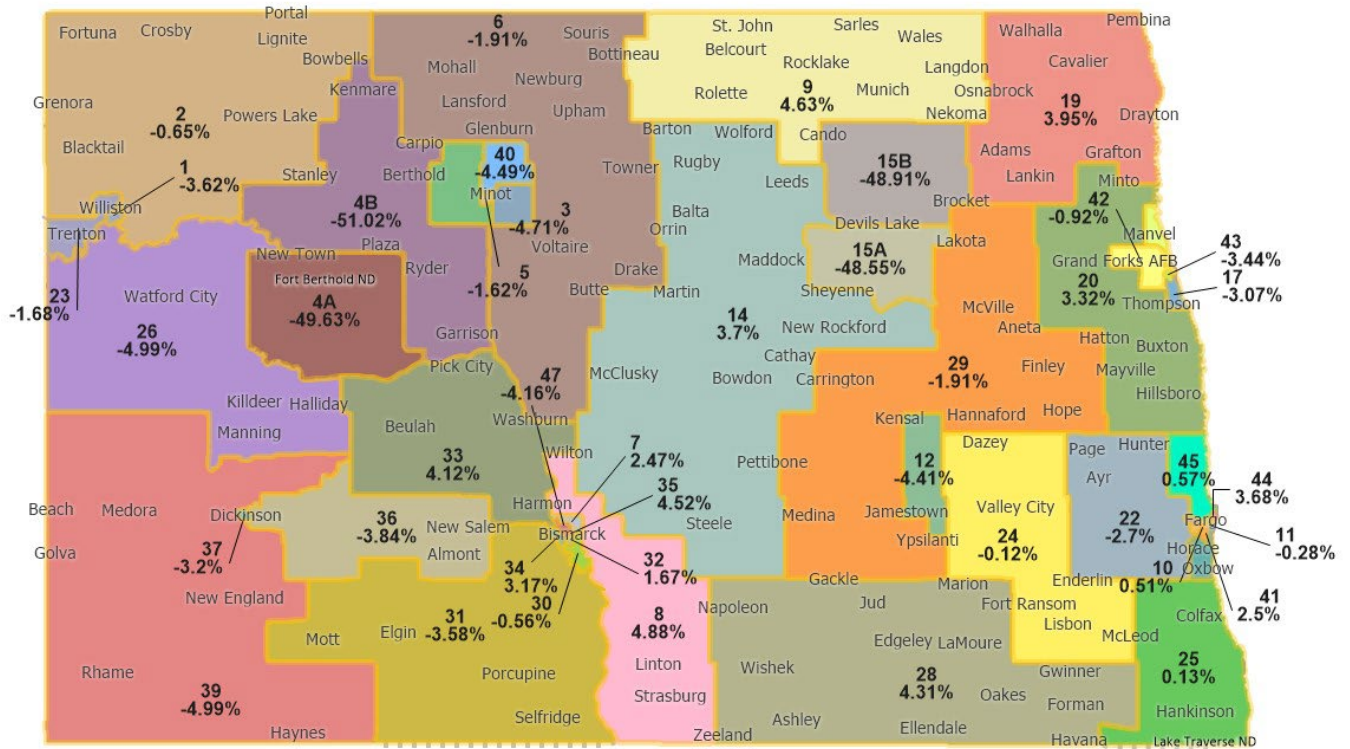 Portal
Fortuna
Crosby
Lignite
Bowbells
Kenmare
Grenora
2
-0.65%
Powers Lake
Blacktail
1
-3.62%
Stanley
Williston
Trenton
6
-1.91%
Souris
Bottineau
Mohall
Newburg
Lansford
Upham
Glenburn
Carpio
Berthold
40
-4.49%
Minot
Towner
4B
-51.02%
3
-4.71%
Voltaire
Orrin
Plaza
New Town
Ryder
Fort Berthold ND
4A
-49.63%
5
-1.62%
Drake
Butte
Garrison
23
-1.68%
Watford City
26
-4.99%
St. John
Sarles
Belcourt
Wales
Rocklake
Langdon
9
4.63%
Rolette
Munich
Nekoma
Osnabrock
Walhalla
Pembina
Cavalier
19
3.95%
Drayton
Barton
Wolford
Cando
Rugby
Leeds
15B
-48.91%
Adams
Grafton
Lankin
Minto
Balta
Brocket
42
-0.92%
Devils Lake
Manvel
Maddock
15A
-48.55%
Lakota
Grand Forks AFB
43
-3.44%
17
-3.07%
Martin
Sheyenne
20
3.32%
Thompson
14
3.7%
McVille
New Rockford
Aneta
Hatton
Buxton
Cathay
McClusky
Bowdon
Carrington
29
-1.91%
Finley
Mayville
Hillsboro
Pick City
47
-4.16%
Killdeer
Halliday
Washburn
Kensal
Hannaford
Hope
Manning
Beulah
Wilton
7
2.47%
Dazey
Page
Hunter
33
4.12%
Pettibone
12
-4.41%
Ayr
45
0.57%
44
3.68%
35
4.52%
Beach
Medora
Dickinson
Harmon
Valley City
36
-3.84%
New Salem
Bismarck
Steele
Medina
Jamestown
22
-2.7%
Fargo
11
-0.28%
Golva
37
-3.2%
Almont
Ypsilanti
24
-0.12%
Horace
Oxbow
34
3.17%
32
1.67%
Gackle
Marion
Enderlin
10
0.51%
41
2.5%
New England
30
-0.56%
31
-3.58%
Mott
Elgin
8
4.88%
Napoleon
Jud
Fort Ransom
Lisbon
Colfax
Edgeley
LaMoure
McLeod
Rhame
Porcupine
Linton
Wishek
28
4.31%
Gwinner
25
0.13%
39
-4.99%
Strasburg
Oakes
Forman
Hankinson
Selfridge
Ashley
Haynes
Zeeland
Ellendale
Havana
Lake Traverse ND